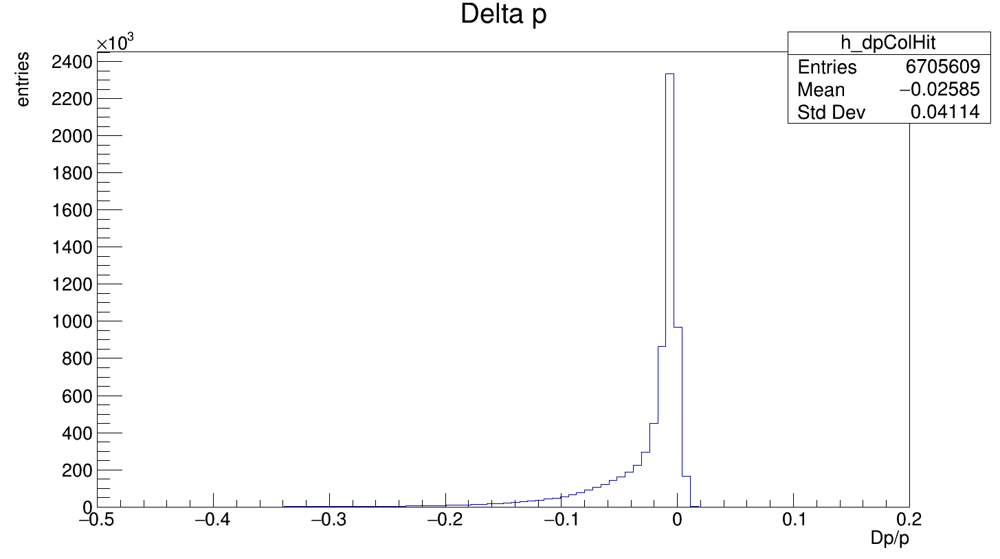 Delta p
×10³
entries
h_dpColHit
Entries 6705609
Mean −0.02585
Std Dev 0.04114
2400
2200
2000
1800
1600
1400
1200
1000
800
600
400
200
0
−0.5 −0.4 −0.3 −0.2 −0.1 0 0.1 0.2
Dp/p